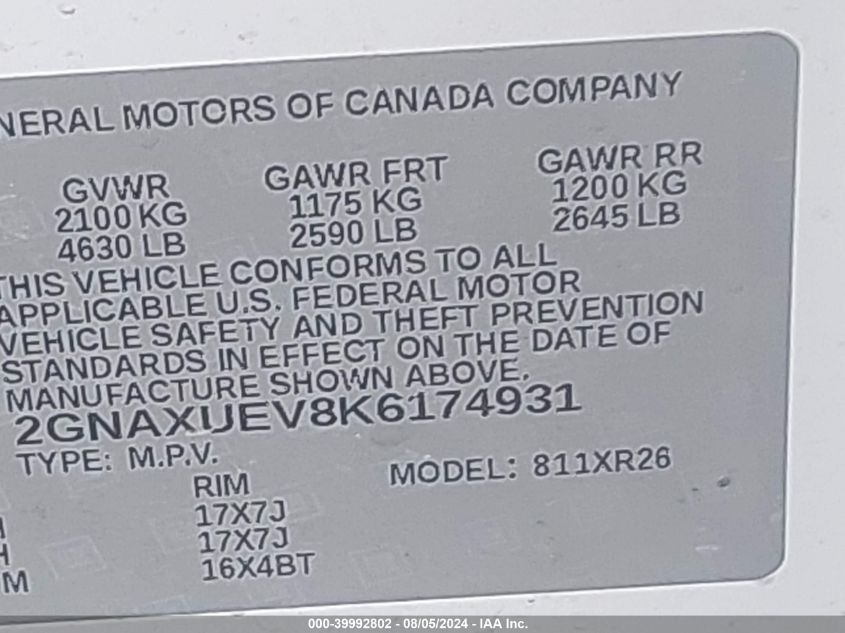 NERAL MOTORS OF CANADA COMPANY
GVWR GAWR FRT GAWR RR
2100 KG 1175 KG 1200 KG
4630 LB 2590 LB 2645 LB
THIS VEHICLE CONFORMS TO ALL
APPLICABLE U.S. FEDERAL MOTOR
VEHICLE SAFETY AND THEFT PREVENTION
STANDARDS IN EFFECT ON THE DATE OF
MANUFACTURE SHOWN ABOVE.
2GNAXUEV8K6174931
TYPE: M.P.V. MODEL: 811XR26
RIM
17X7J
H 17X7J
M 16X4BT
000-39992802 - 08/05/2024 - IAA Inc.